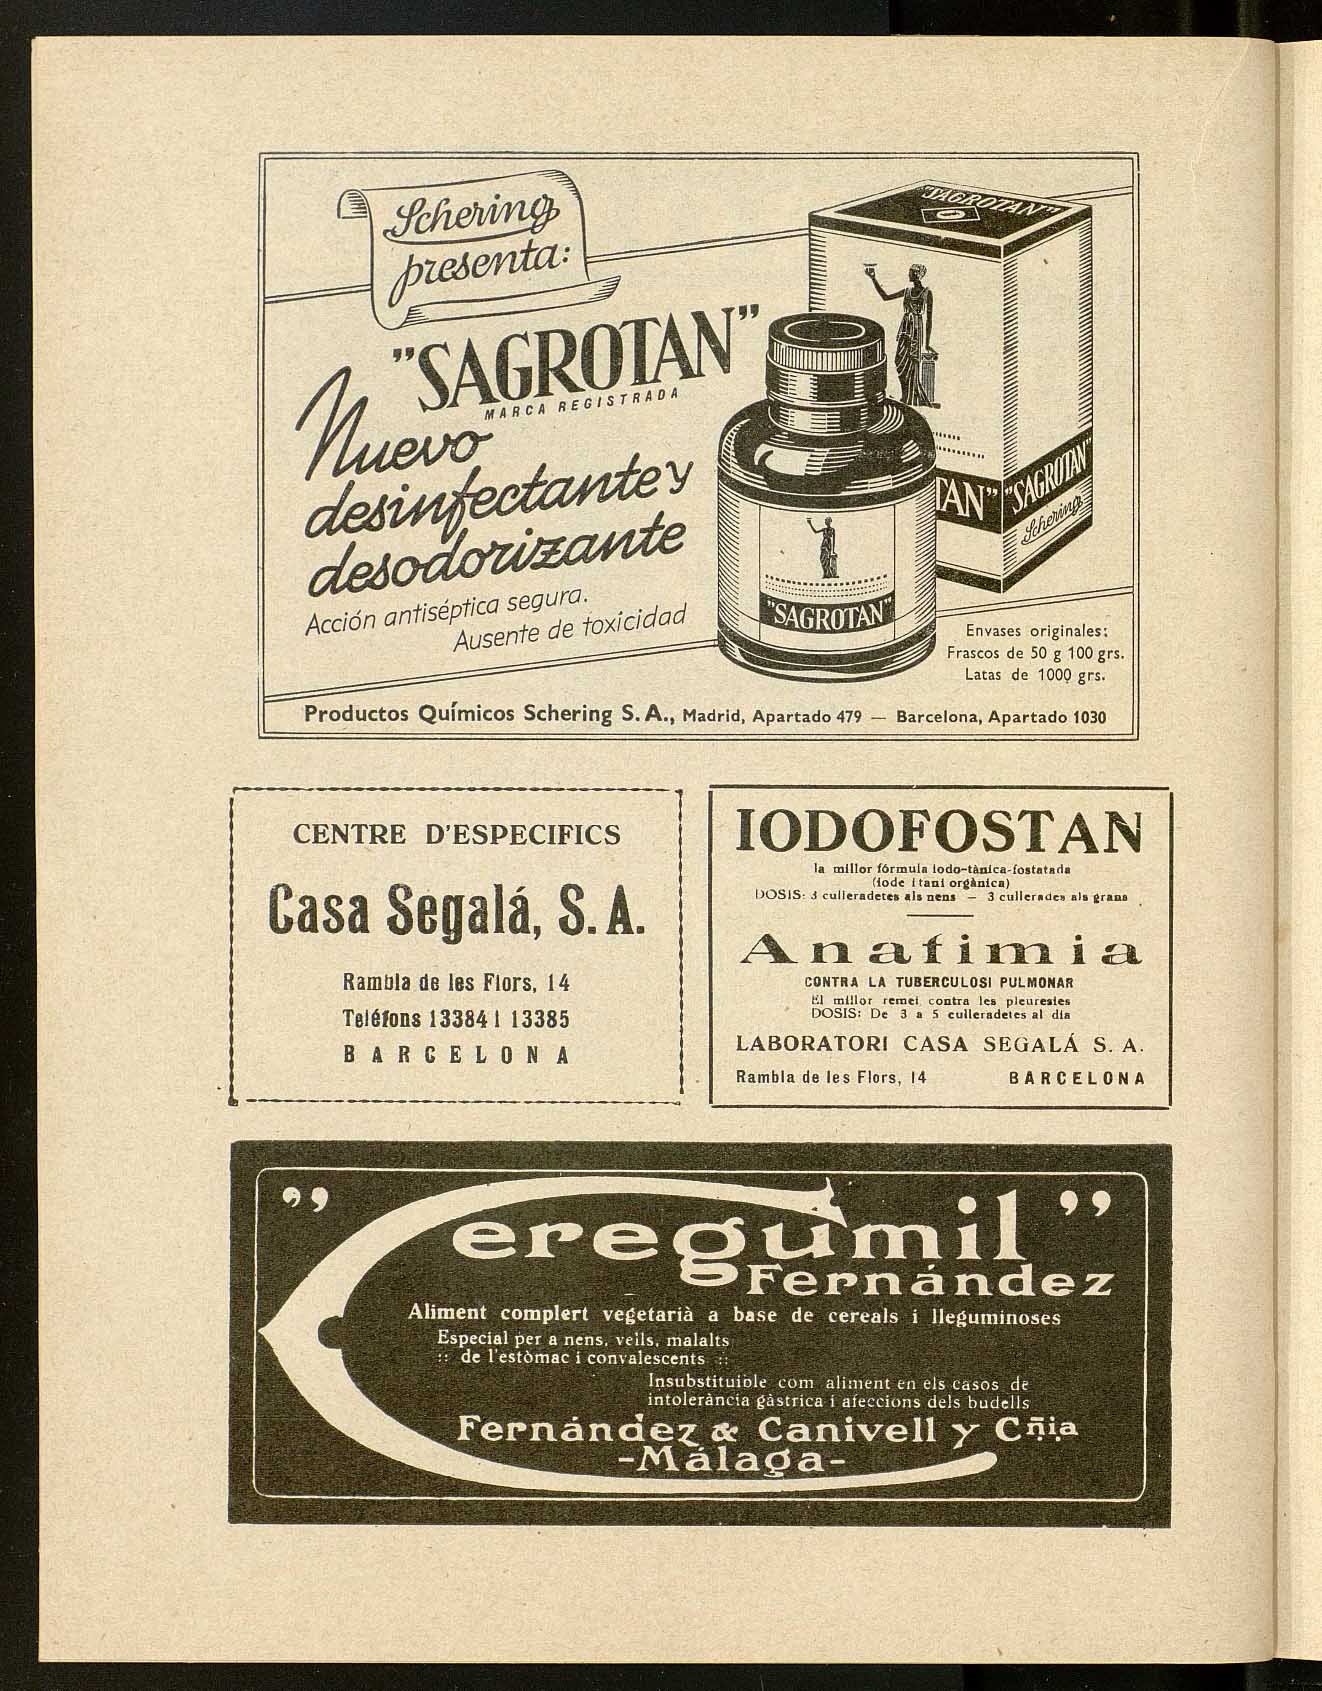 Schering
presenta:
"SAGROTAN"
MARCA REGISTRADA
Nuevo
desinfectante y
desodorizante
Acción antiséptica segura.
Ausente de toxicidad
"SAGROTAN"
TAN" "SAGROTAN"
Schering
"SAGROTAN"
Envases originales:
Frascos de 50 g 100 grs.
Latas de 1000 grs.
Productos Químicos Schering S. A., Madrid, Apartado 479 — Barcelona, Apartado 1030
CENTRE D'ESPECIFICS
Casa Segalá, S. A.
Rambla de les Flors, 14
Telèfons 13384 i 13385
BARCELONA
IODOFOSTAN
la millor fórmula iodo-tànica-fosfatada
(iode i tani orgànica)
DOSIS: 3 culleradetes als nens — 3 cullerades als grans
Anafimia
CONTRA LA TUBERCULOSI PULMONAR
El millor remei contra les pleuresies
DOSIS: De 3 a 5 culleradetes al dia
LABORATORI CASA SEGALÁ S. A.
Rambla de les Flors, 14 BARCELONA
"Ceregumil"
Fernández
Aliment complert vegetarià a base de cereals i lleguminoses
Especial per a nens, vells, malalts
:: de l'estòmac i convalescents ::
Insubstituible com aliment en els casos de
intolerància gàstrica i afeccions dels budells
Fernández & Canivell y Cñia
-Málaga-